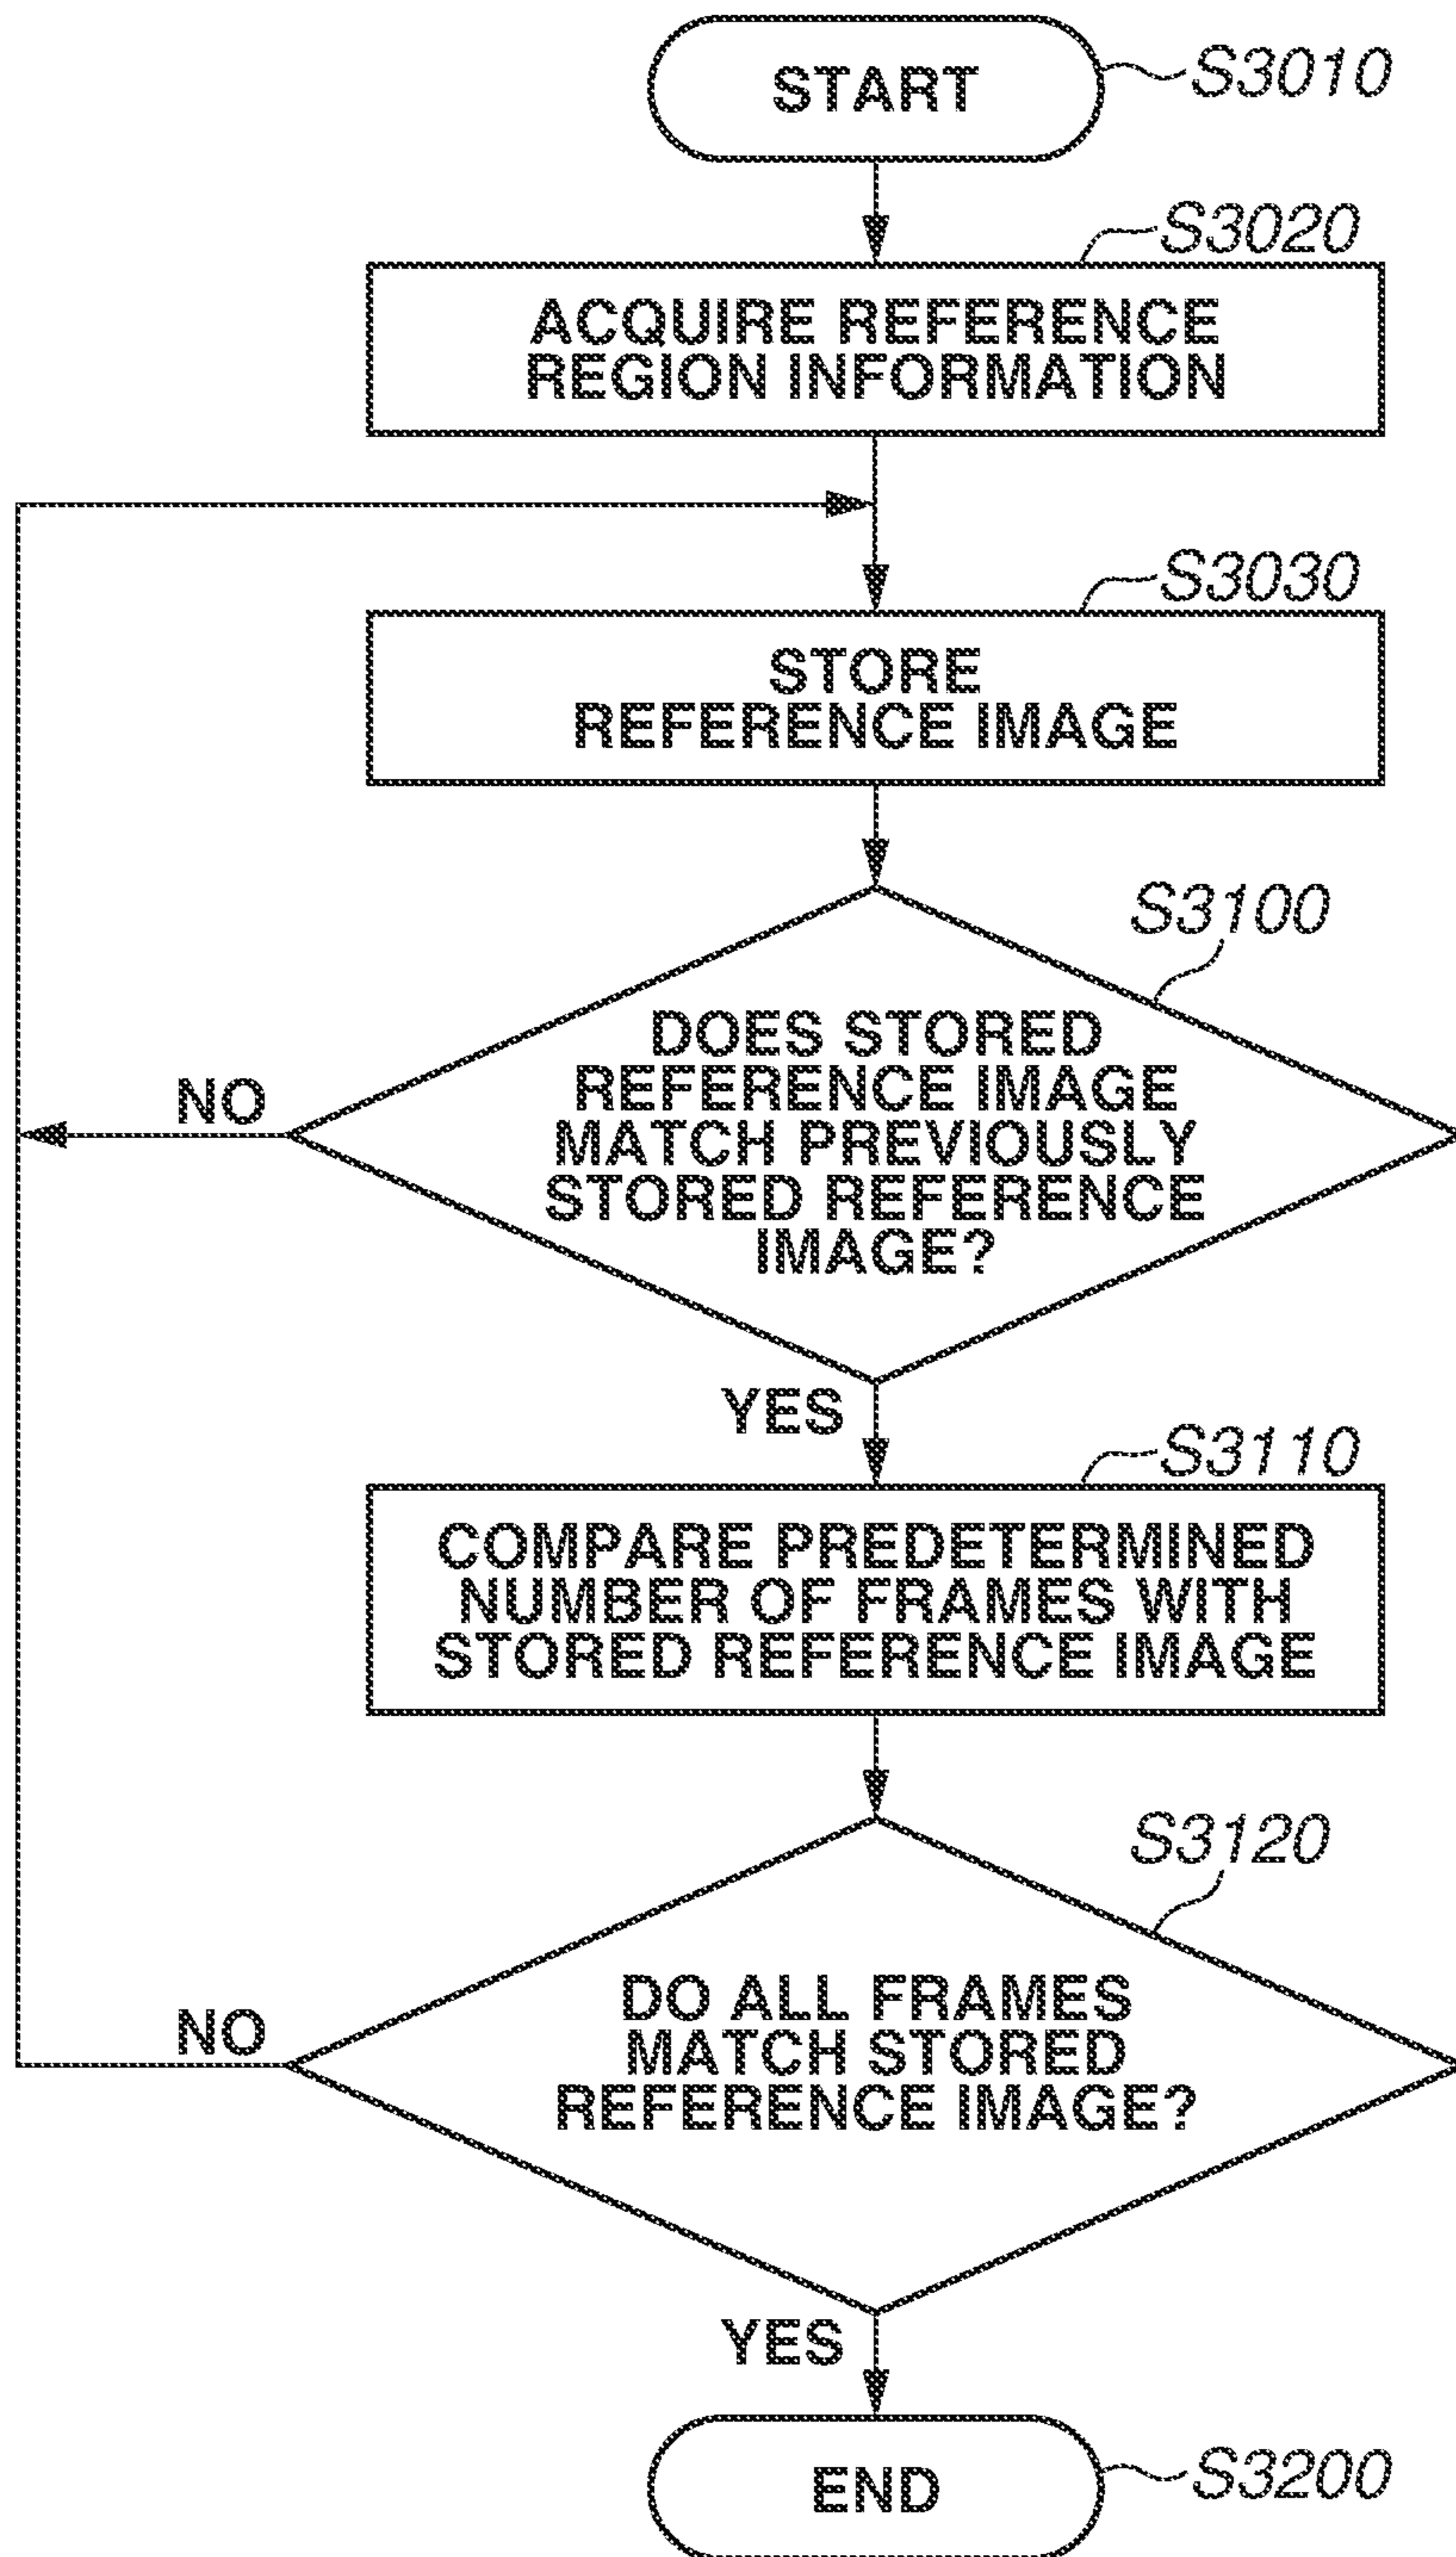 START
S3010
S3020
ACQUIRE REFERENCE
REGION INFORMATION
S3030
STORE
REFERENCE IMAGE
S3100
DOES STORED
REFERENCE IMAGE
MATCH PREVIOUSLY
STORED REFERENCE
IMAGE?
NO
YES
S3110
COMPARE PREDETERMINED
NUMBER OF FRAMES WITH
STORED REFERENCE IMAGE
S3120
DO ALL FRAMES
MATCH STORED
REFERENCE IMAGE?
NO
YES
END
S3200